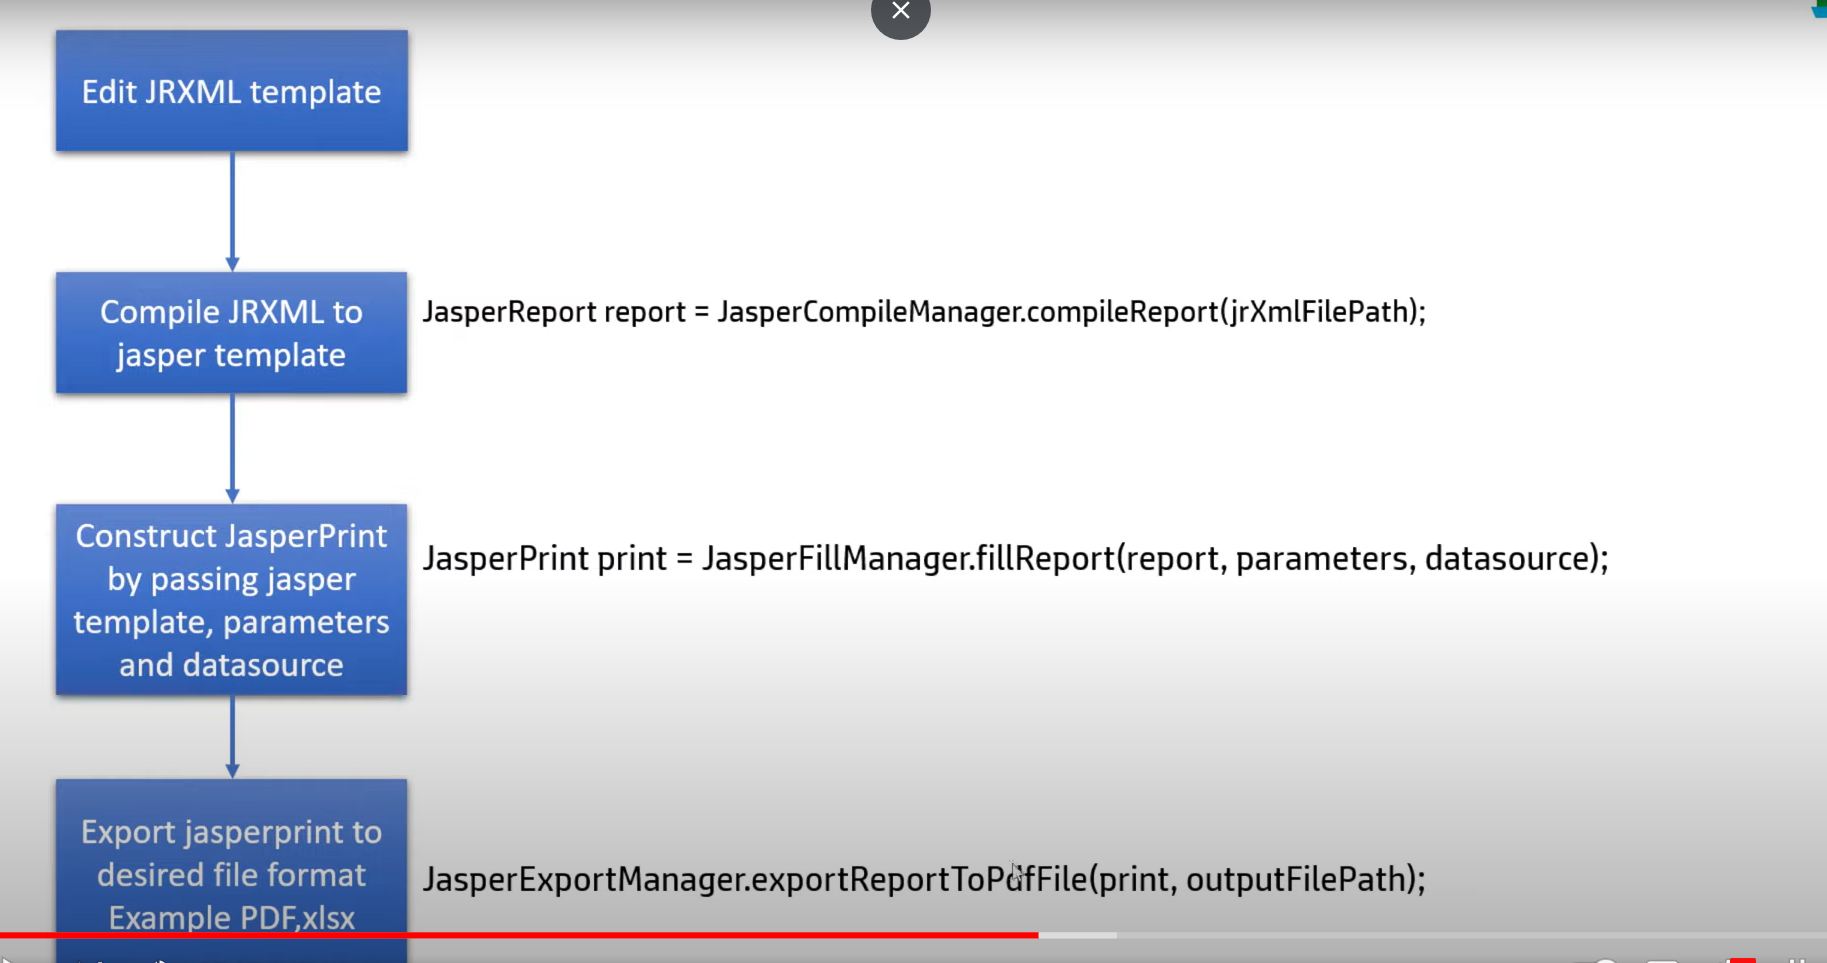 Edit JRXML template
Compile JRXML to
jasper template
JasperReport report = JasperCompileManager.compileReport(jrXmlFilePath);
Construct JasperPrint
by passing jasper
template, parameters
and datasource
JasperPrint print = JasperFillManager.fillReport(report, parameters, datasource);
Export jasperprint to
desired file format
Example PDF,xlsx
JasperExportManager.exportReportToPdfFile(print, outputFilePath);